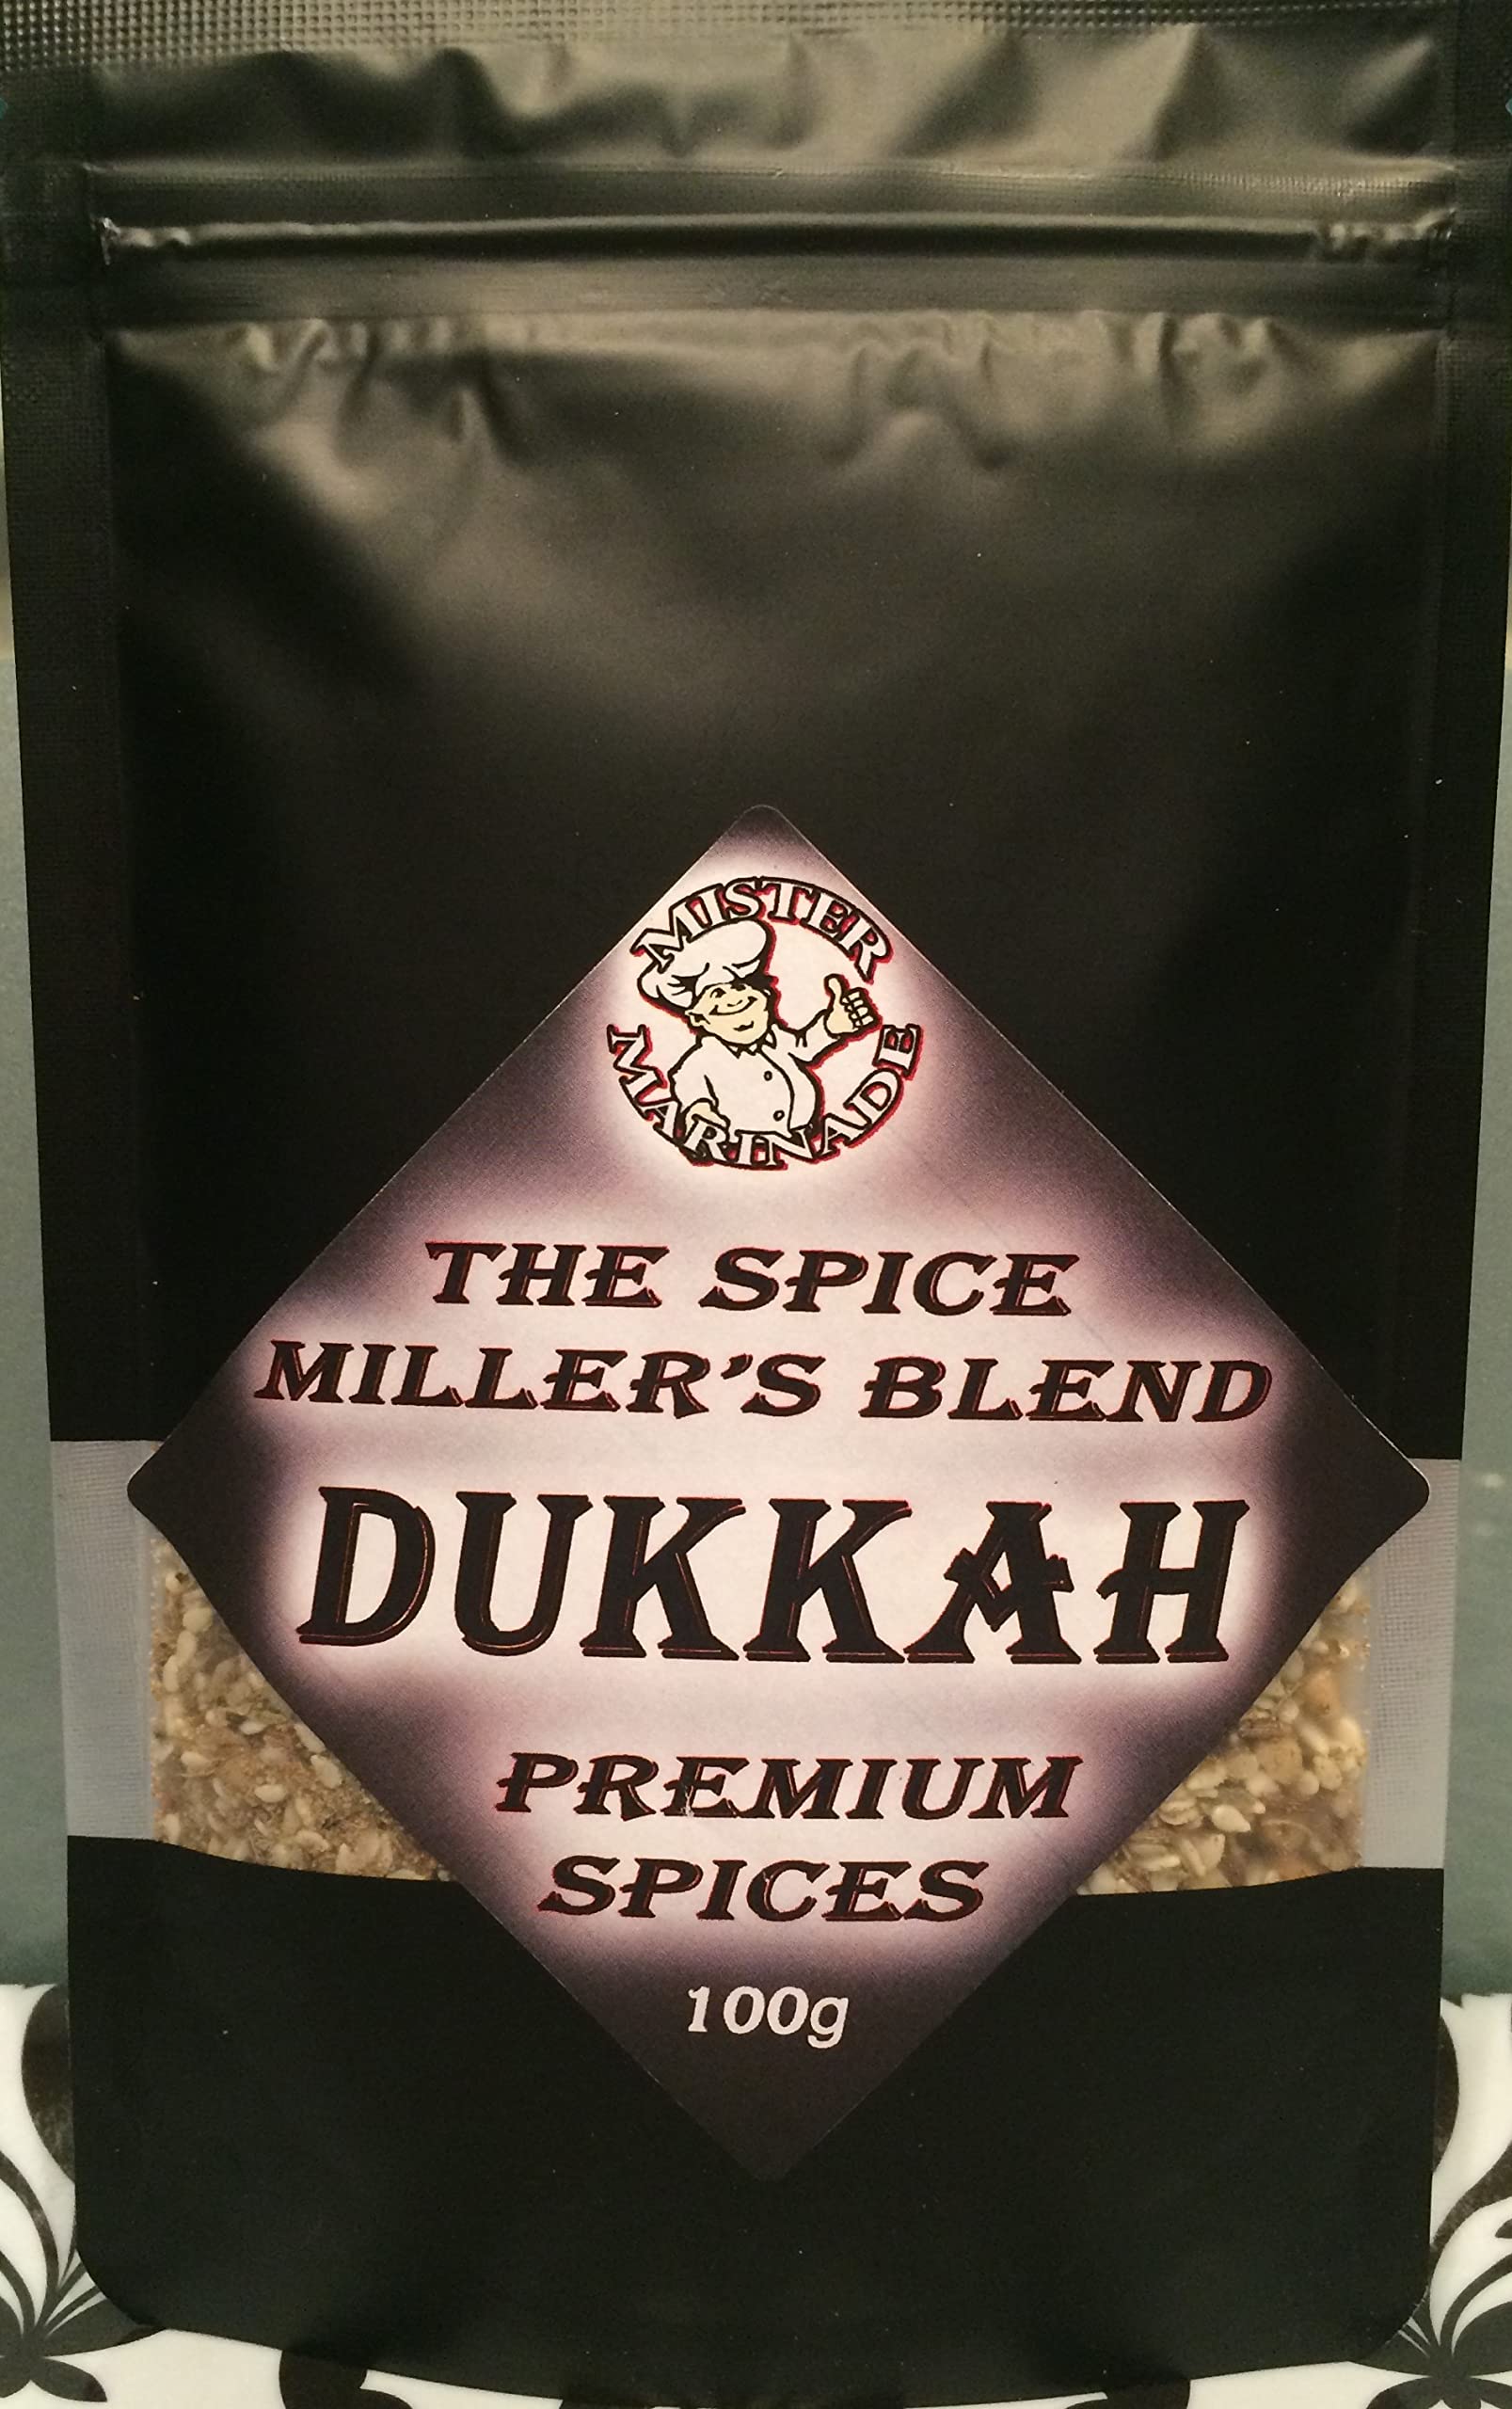 MISTER
MARINADE
THE SPICE
MILLER'S BLEND
DUKKAH
PREMIUM
SPICES
100g